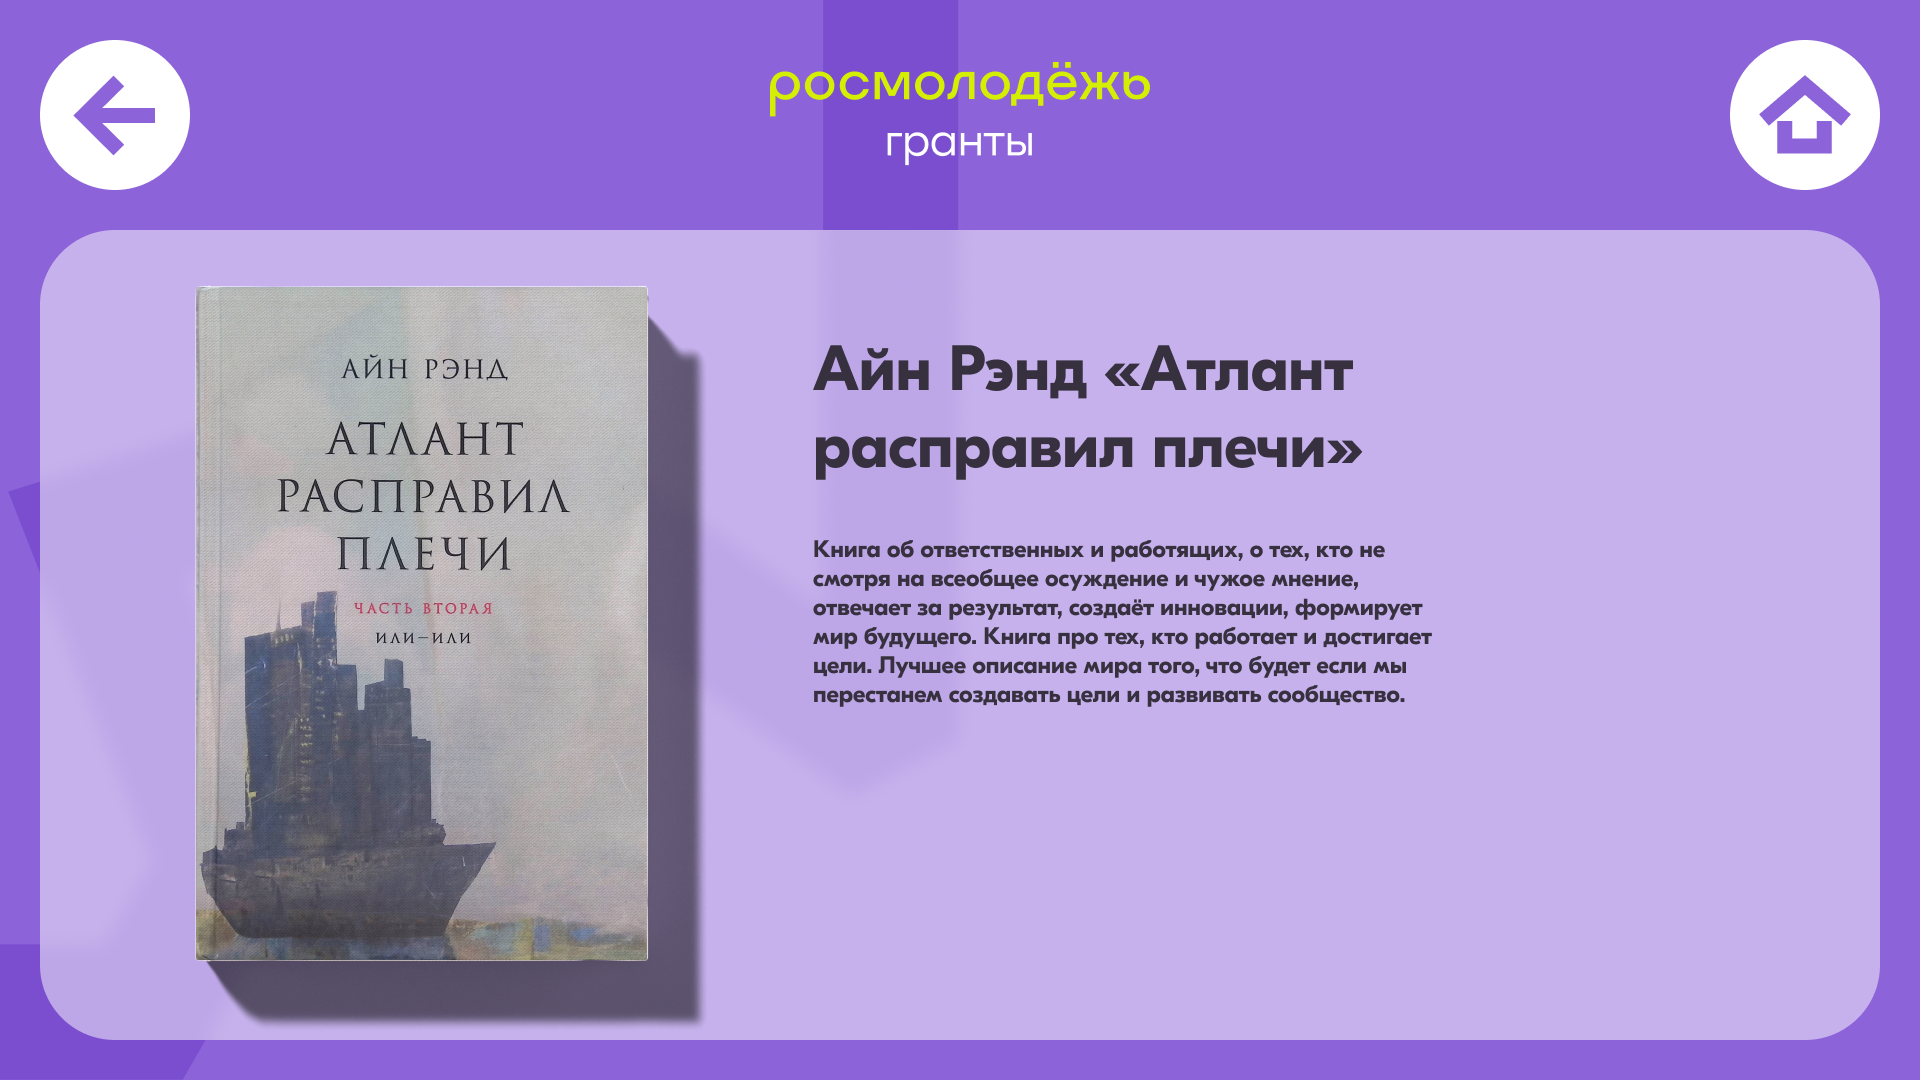 росмолодёжь
гранты
АЙН РЭНД
АТЛАНТ
РАСПРАВИЛ
ПЛЕЧИ
ЧАСТЬ ВТОРАЯ
ИЛИ–ИЛИ
Айн Рэнд «Атлант
расправил плечи»
Книга об ответственных и работящих, о тех, кто не
смотря на всеобщее осуждение и чужое мнение,
отвечает за результат, создаёт инновации, формирует
мир будущего. Книга про тех, кто работает и достигает
цели. Лучшее описание мира того, что будет если мы
перестанем создавать цели и развивать сообщество.